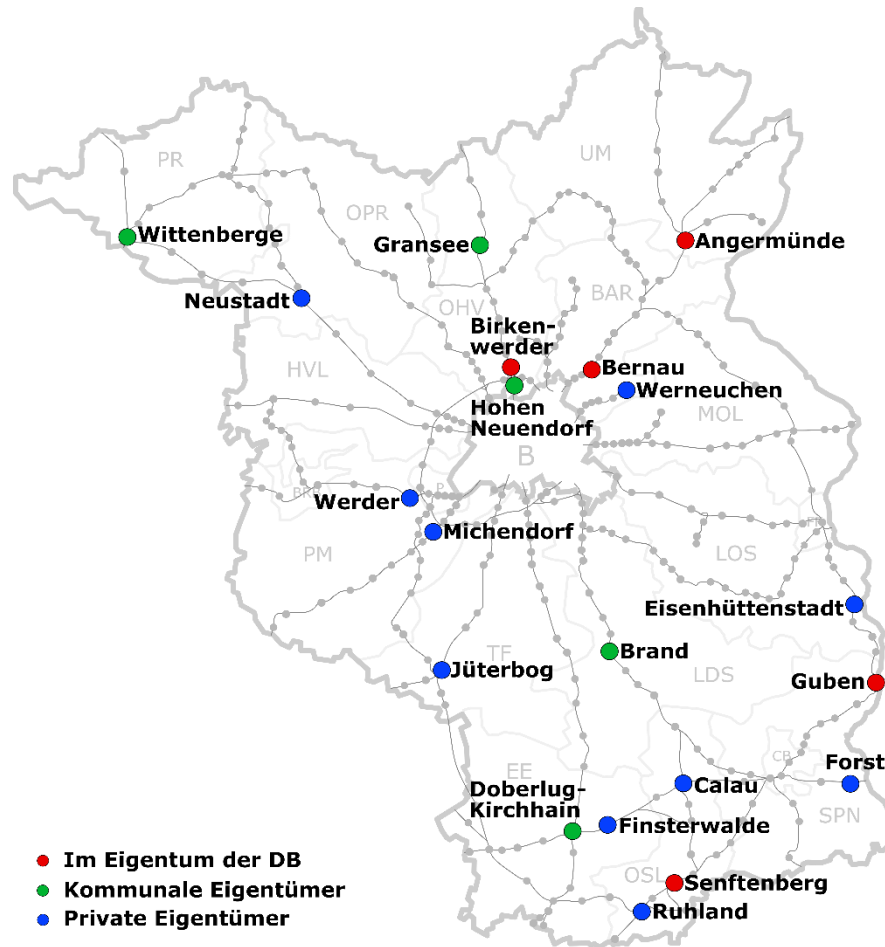 PR
UM
OPR
Wittenberge
Gransee
Angermünde
BAR
Neustadt
OHV
Birken-
werder
HVL
Bernau
Werneuchen
MOL
Hohen
Neuendorf
B
BRB
P
Werder
Michendorf
FF
PM
LOS
Eisenhüttenstadt
TF
Brand
Jüterbog
LDS
Guben
EE
CB
Forst
Doberlug-
Kirchhain
Calau
SPN
Finsterwalde
Im Eigentum der DB
OSL
Senftenberg
Kommunale Eigentümer
Ruhland
Private Eigentümer